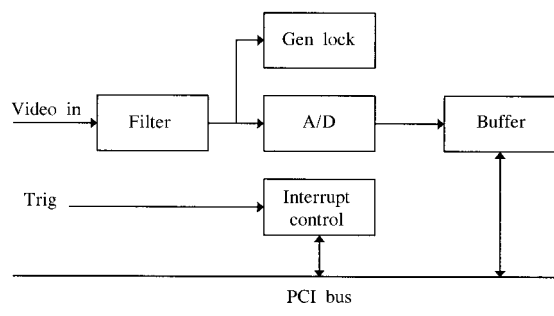 Gen lock
Video in
Filter
A/D
Buffer
Trig
Interrupt
control
PCI bus